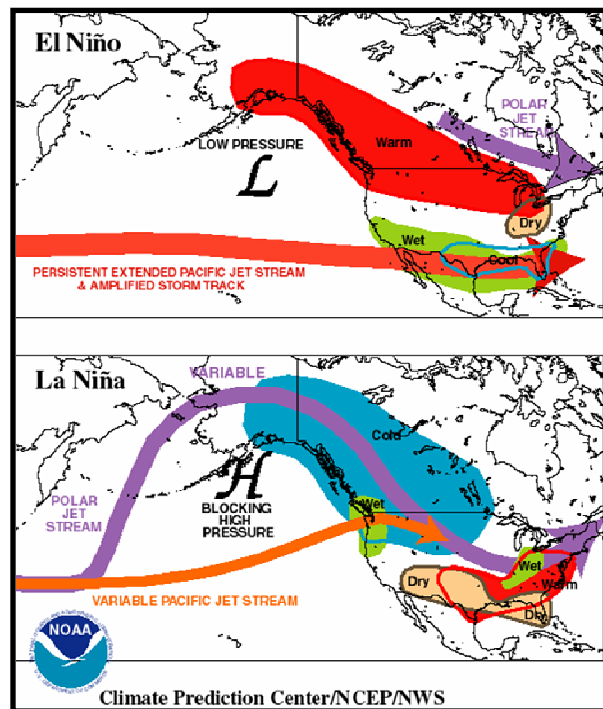 El Niño
POLAR
JET
STREAM
LOW PRESSURE
L
Warm
Dry
Wet
Cool
PERSISTENT EXTENDED PACIFIC JET STREAM
& AMPLIFIED STORM TRACK
La Niña
VARIABLE
Cold
H
POLAR
JET
STREAM
BLOCKING
HIGH
PRESSURE
Wet
VARIABLE PACIFIC JET STREAM
Dry
Wet
Warm
Dry
NOAA
Climate Prediction Center/NCEP/NWS